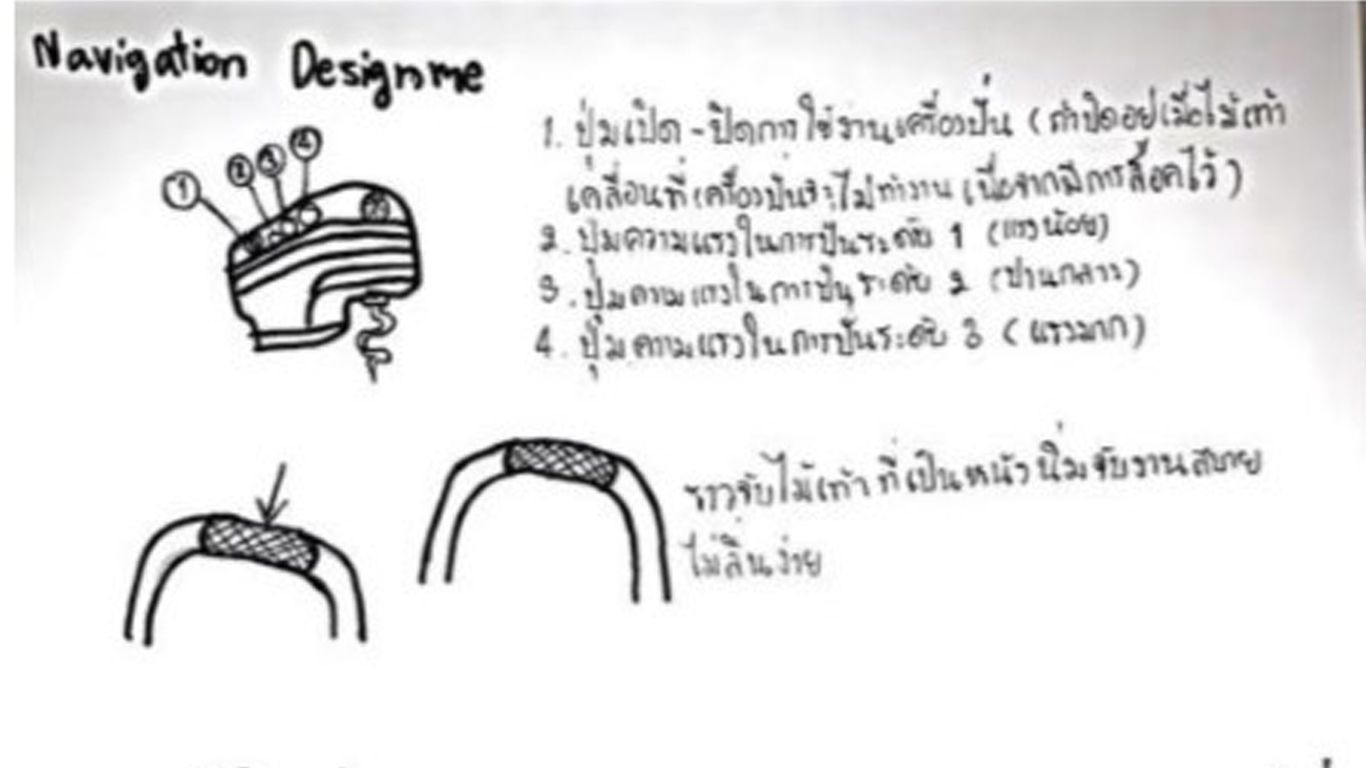 Navigation Designme
1 2 3 4
1. ปุ่มเปิด - ปิดการใช้งานเครื่องปั่น (ถ้าปิดอยู่เมื่อไม้เท้า
เคลื่อนที่เครื่องปั่นจะไม่ทำงาน เนื่องจากมีการล็อคไว้)
2. ปุ่มความแรงในการปั่นระดับ 1 (แรงน้อย)
3. ปุ่มความแรงในการปั่นระดับ 2 (ปานกลาง)
4. ปุ่มความแรงในการปั่นระดับ 3 (แรงมาก)
ราวจับไม้เท้า ที่เป็นหนัง นิ่มจับงานสบาย
ไม่ลื่นง่าย